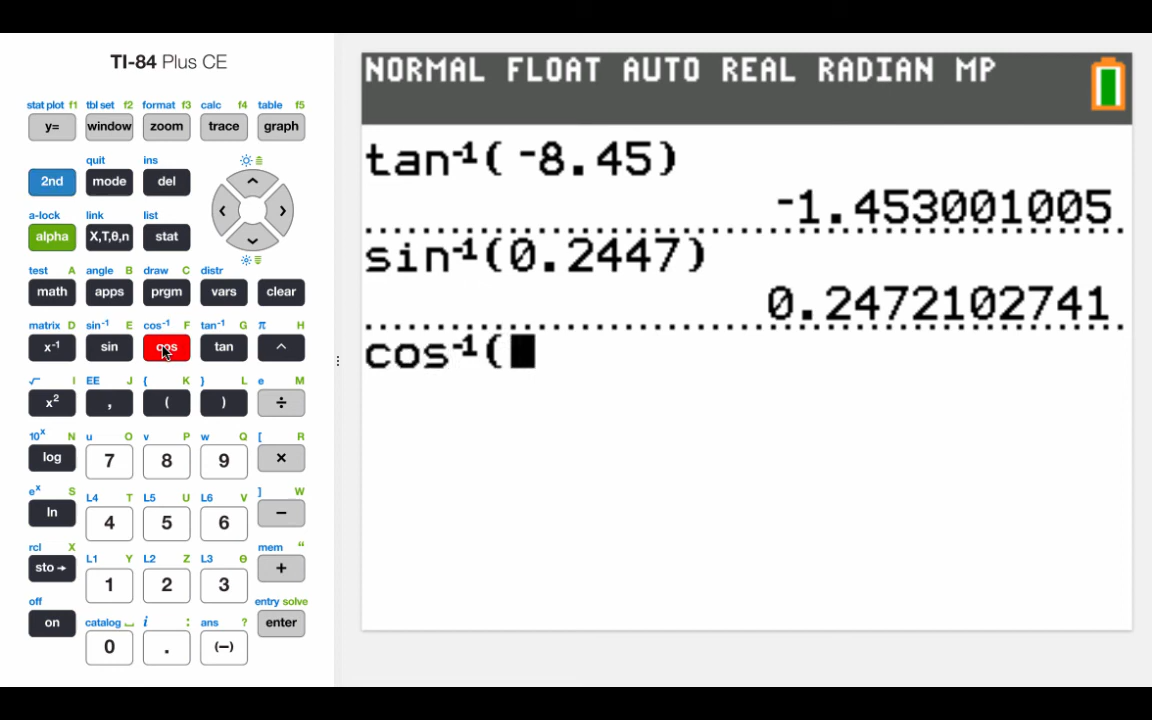 TI-84 Plus CE
NORMAL FLOAT AUTO REAL RADIAN MP
stat plot f1 tbl set f2 format f3 calc f4 table f5
y= window zoom trace graph
quit ins
2nd mode del
a-lock link list
alpha X,T,θ,n stat
test A angle B draw C distr
math apps prgm vars clear
matrix D sin⁻¹ E cos⁻¹ F tan⁻¹ G π H
x⁻¹ sin cos tan ^
√ I EE J { K } L e M
x² , ( ) ÷
10ˣ N u O v P w Q [ R
log 7 8 9 ×
eˣ S L4 T L5 U L6 V ] W
ln 4 5 6 −
rcl X L1 Y L2 Z L3 θ mem “
sto→ 1 2 3 +
off catalog ⎵ i : ans ? entry solve
on 0 . (−) enter
tan⁻¹(⁻8.45)
⁻1.453001005
sin⁻¹(0.2447)
0.2472102741
cos⁻¹(